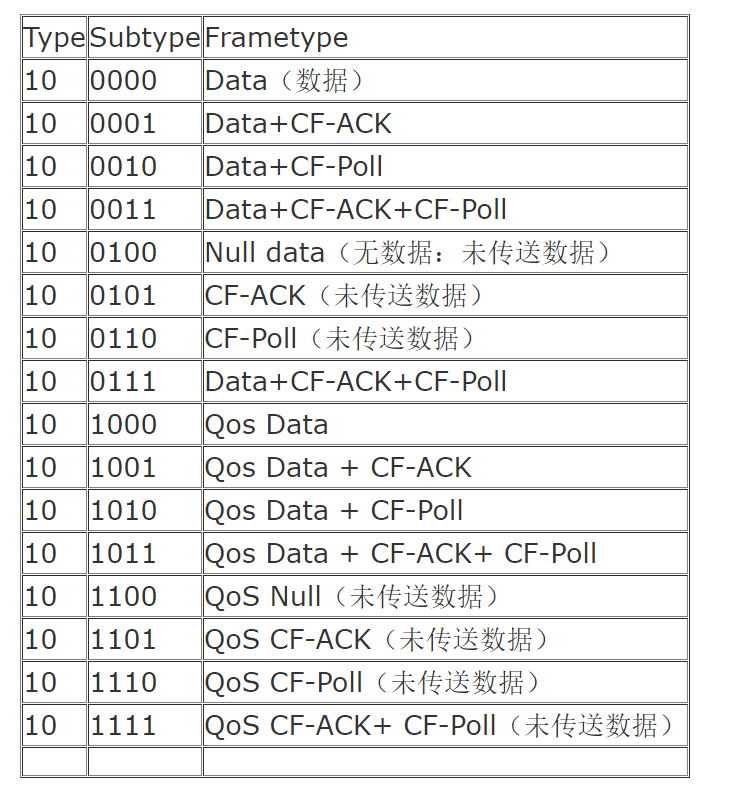 Type Subtype Frametype
10 0000 Data（数据）
10 0001 Data+CF-ACK
10 0010 Data+CF-Poll
10 0011 Data+CF-ACK+CF-Poll
10 0100 Null data（无数据：未传送数据）
10 0101 CF-ACK（未传送数据）
10 0110 CF-Poll（未传送数据）
10 0111 Data+CF-ACK+CF-Poll
10 1000 Qos Data
10 1001 Qos Data + CF-ACK
10 1010 Qos Data + CF-Poll
10 1011 Qos Data + CF-ACK+ CF-Poll
10 1100 QoS Null（未传送数据）
10 1101 QoS CF-ACK（未传送数据）
10 1110 QoS CF-Poll（未传送数据）
10 1111 QoS CF-ACK+ CF-Poll（未传送数据）